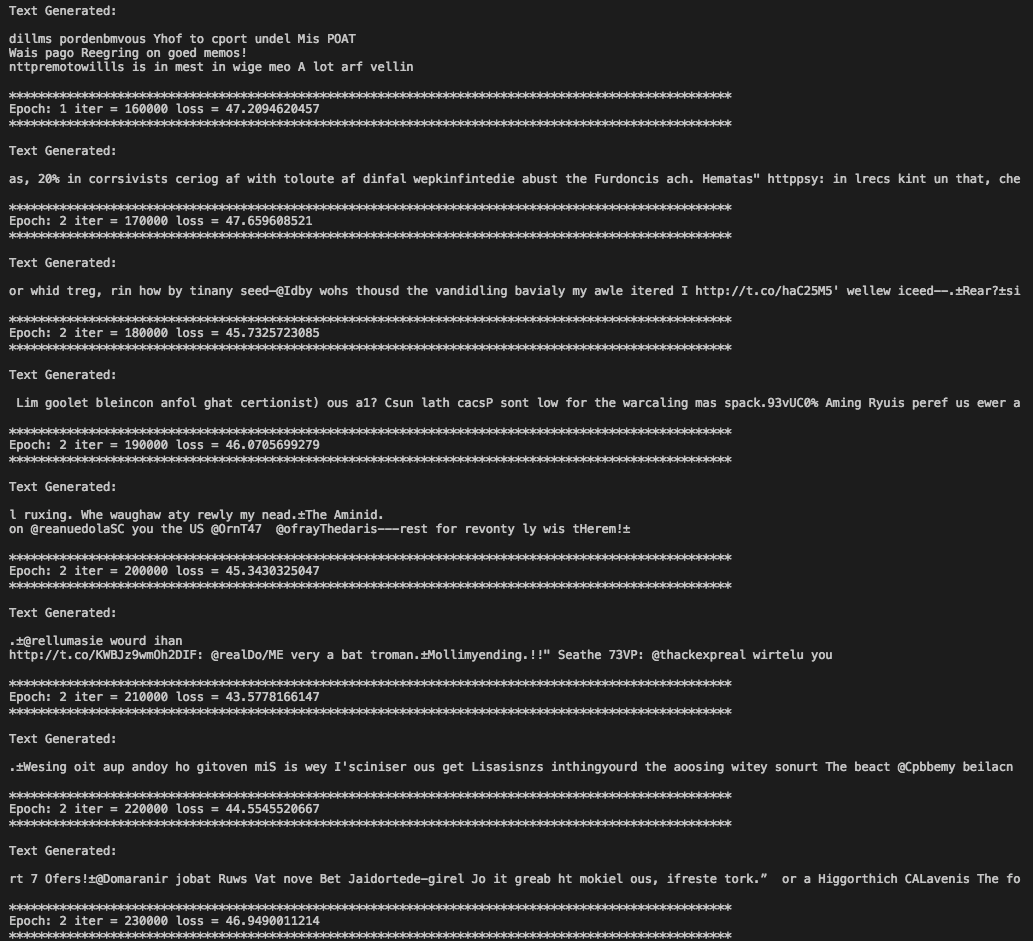 Text Generated:
dillms pordenbmvous Yhof to cport undel Mis POAT
Wais pago Reegring on goed memos!
nttpremotowillls is in mest in wige meo A lot arf vellin
****************************************************************************************************
Epoch: 1 iter = 160000 loss = 47.2094620457
****************************************************************************************************
Text Generated:
as, 20% in corrsivists ceriog af with toloute af dinfal wepkinfintedie abust the Furdoncis ach. Hematas" httppsy: in lrecs kint un that, che
****************************************************************************************************
Epoch: 2 iter = 170000 loss = 47.659608521
****************************************************************************************************
Text Generated:
or whid treg, rin how by tinany seed—@Idby wohs thousd the vandidling bavialy my awle itered I http://t.co/haC25M5' wellew iceed--.±Rear?±si
****************************************************************************************************
Epoch: 2 iter = 180000 loss = 45.7325723085
****************************************************************************************************
Text Generated:
Lim goolet bleincon anfol ghat certionist) ous a1? Csun lath cacsP sont low for the warcaling mas spack.93vUC0% Aming Ryuis peref us ewer a
****************************************************************************************************
Epoch: 2 iter = 190000 loss = 46.0705699279
****************************************************************************************************
Text Generated:
l ruxing. Whe waughaw aty rewly my nead.±The Aminid.
on @reanuedolaSC you the US @OrnT47  @ofrayThedaris---rest for revonty ly wis tHerem!±
****************************************************************************************************
Epoch: 2 iter = 200000 loss = 45.3430325047
****************************************************************************************************
Text Generated:
.±@rellumasie wourd ihan
http://t.co/KWBJz9wmOh2DIF: @realDo/ME very a bat troman.±Mollimyending.!!" Seathe 73VP: @thackexpreal wirtelu you
****************************************************************************************************
Epoch: 2 iter = 210000 loss = 43.5778166147
****************************************************************************************************
Text Generated:
.±Wesing oit aup andoy ho gitoven miS is wey I'sciniser ous get Lisasisnzs inthingyourd the aoosing witey sonurt The beact @Cpbbemy beilacn
****************************************************************************************************
Epoch: 2 iter = 220000 loss = 44.5545520667
****************************************************************************************************
Text Generated:
rt 7 Ofers!±@Domaranir jobat Ruws Vat nove Bet Jaidortede-girel Jo it greab ht mokiel ous, ifreste tork.”  or a Higgorthich CALavenis The fo
****************************************************************************************************
Epoch: 2 iter = 230000 loss = 46.9490011214
****************************************************************************************************